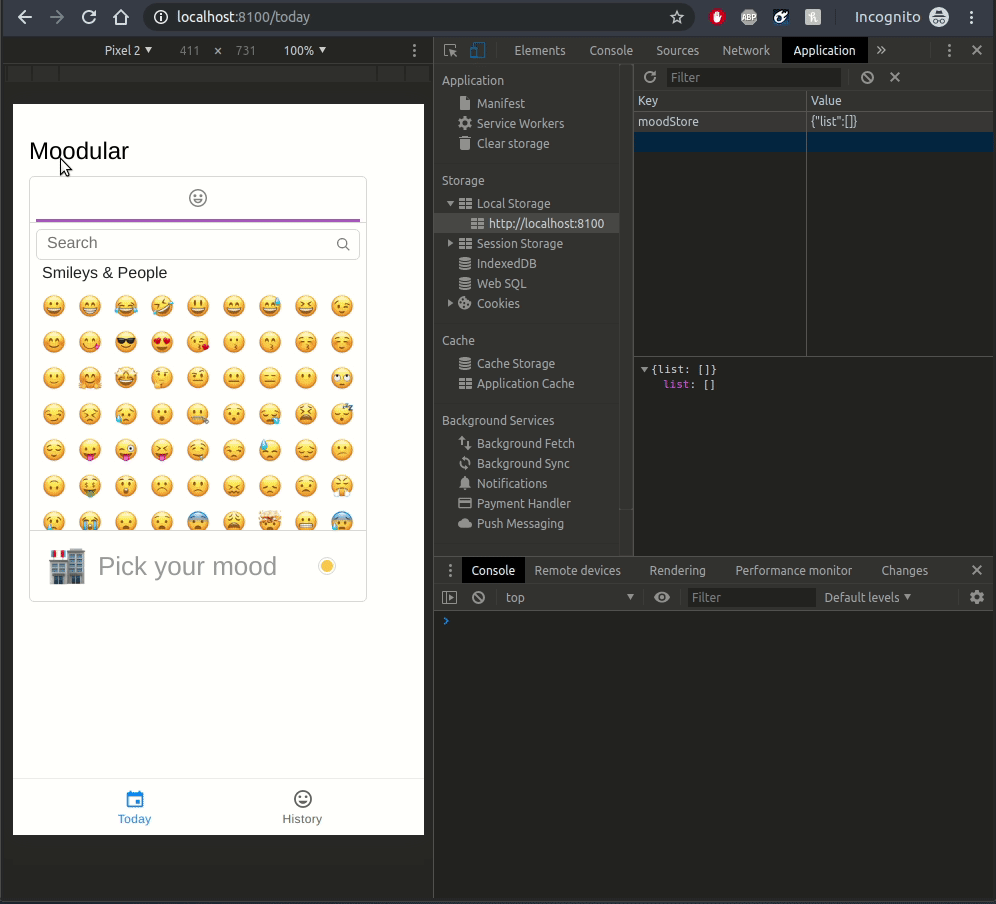 localhost:8100/today
ABP
Incognito
Pixel 2 ▼ 411 × 731 100% ▼
Elements Console Sources Network Application »
Application
Manifest
Service Workers
Clear storage
Storage
Local Storage
http://localhost:8100
Session Storage
IndexedDB
Web SQL
Cookies
Cache
Cache Storage
Application Cache
Background Services
Background Fetch
Background Sync
Notifications
Payment Handler
Push Messaging
Filter
Key Value
moodStore {"list":[]}
{list: []}
list: []
Moodular
Search
Smileys & People
Pick your mood
Today History
Console Remote devices Rendering Performance monitor Changes
top ▼ Filter Default levels ▼
>